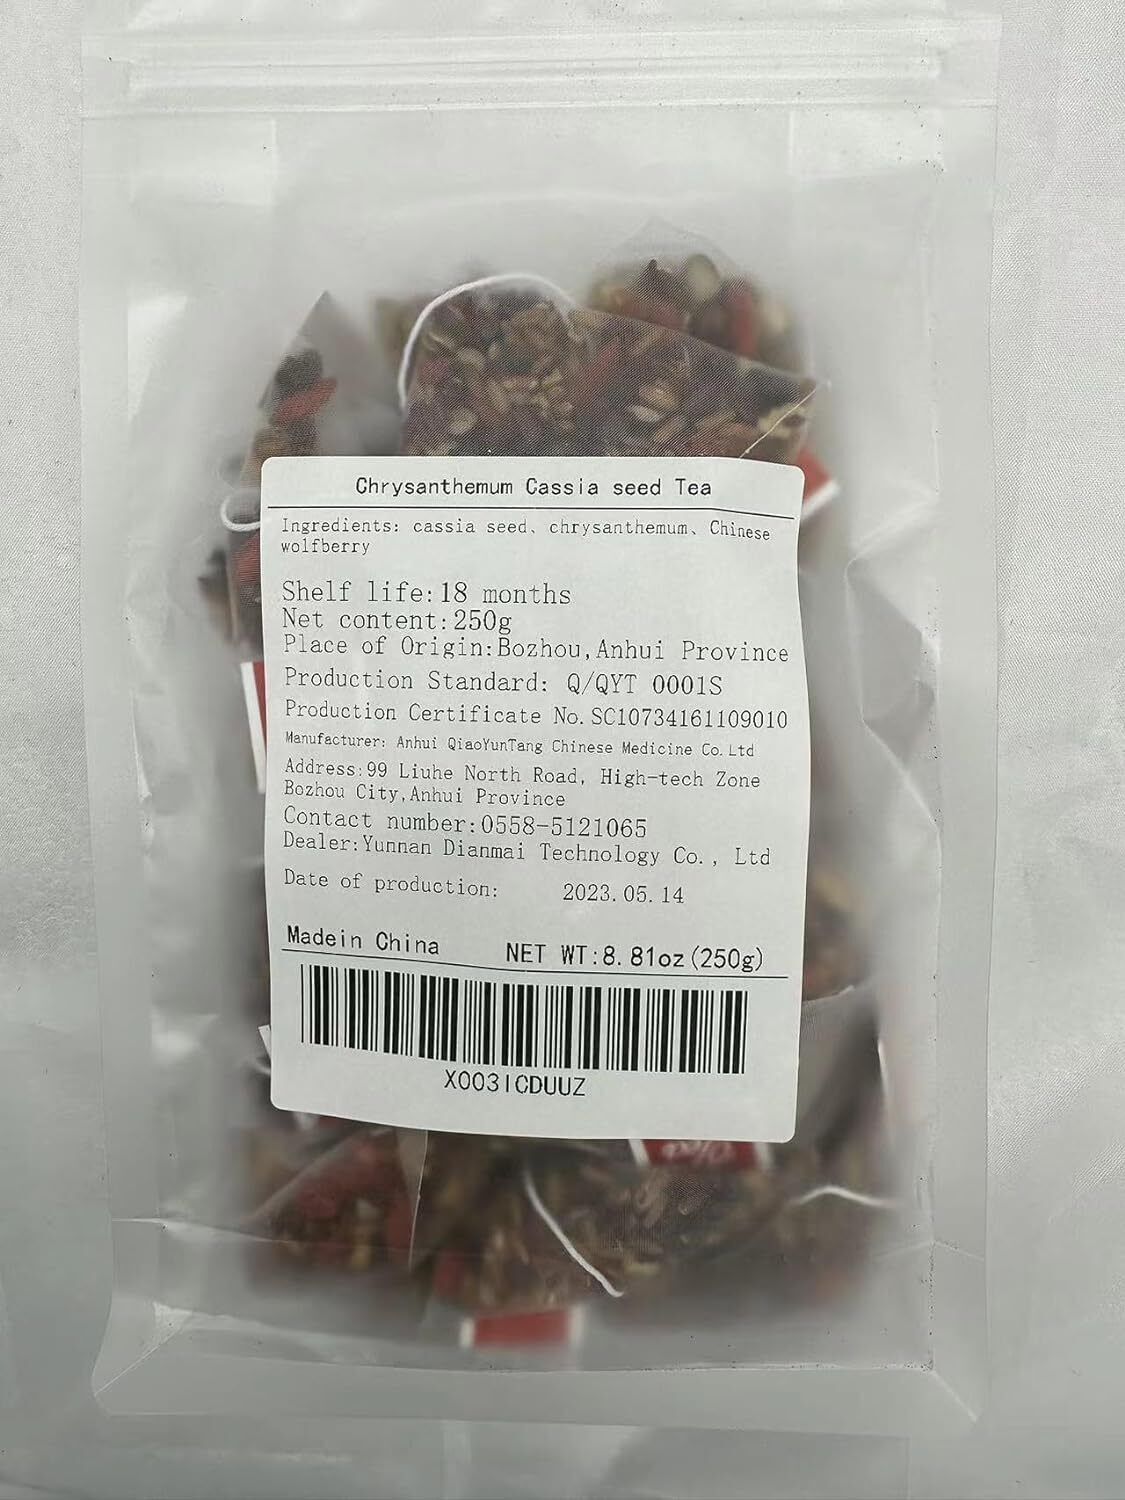 Chrysanthemum Cassia seed Tea
Ingredients: cassia seed、chrysanthemum、Chinese
wolfberry
Shelf life:18 months
Net content:250g
Place of Origin:Bozhou,Anhui Province
Production Standard: Q/QYT 0001S
Production Certificate No.SC10734161109010
Manufacturer: Anhui QiaoYunTang Chinese Medicine Co.Ltd
Address:99 Liuhe North Road, High-tech Zone
Bozhou City,Anhui Province
Contact number:0558-5121065
Dealer:Yunnan Dianmai Technology Co., Ltd
Date of production: 2023.05.14
Madein China NET WT:8.81oz(250g)
X003ICDUUZ